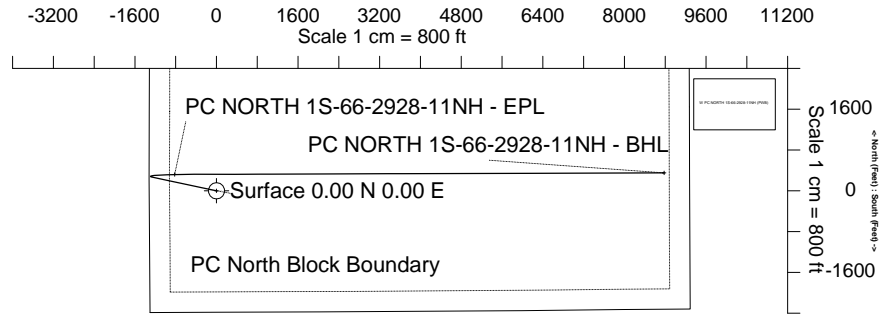 -3200 -1600 0 1600 3200 4800 6400 8000 9600 11200
Scale 1 cm = 800 ft
PC NORTH 1S-66-2928-11NH - EPL
PC NORTH 1S-66-2928-11NH - BHL
Surface 0.00 N 0.00 E
PC North Block Boundary
1600
0
-1600
Scale 1 cm = 800 ft
<- North (Feet) : South (Feet) ->